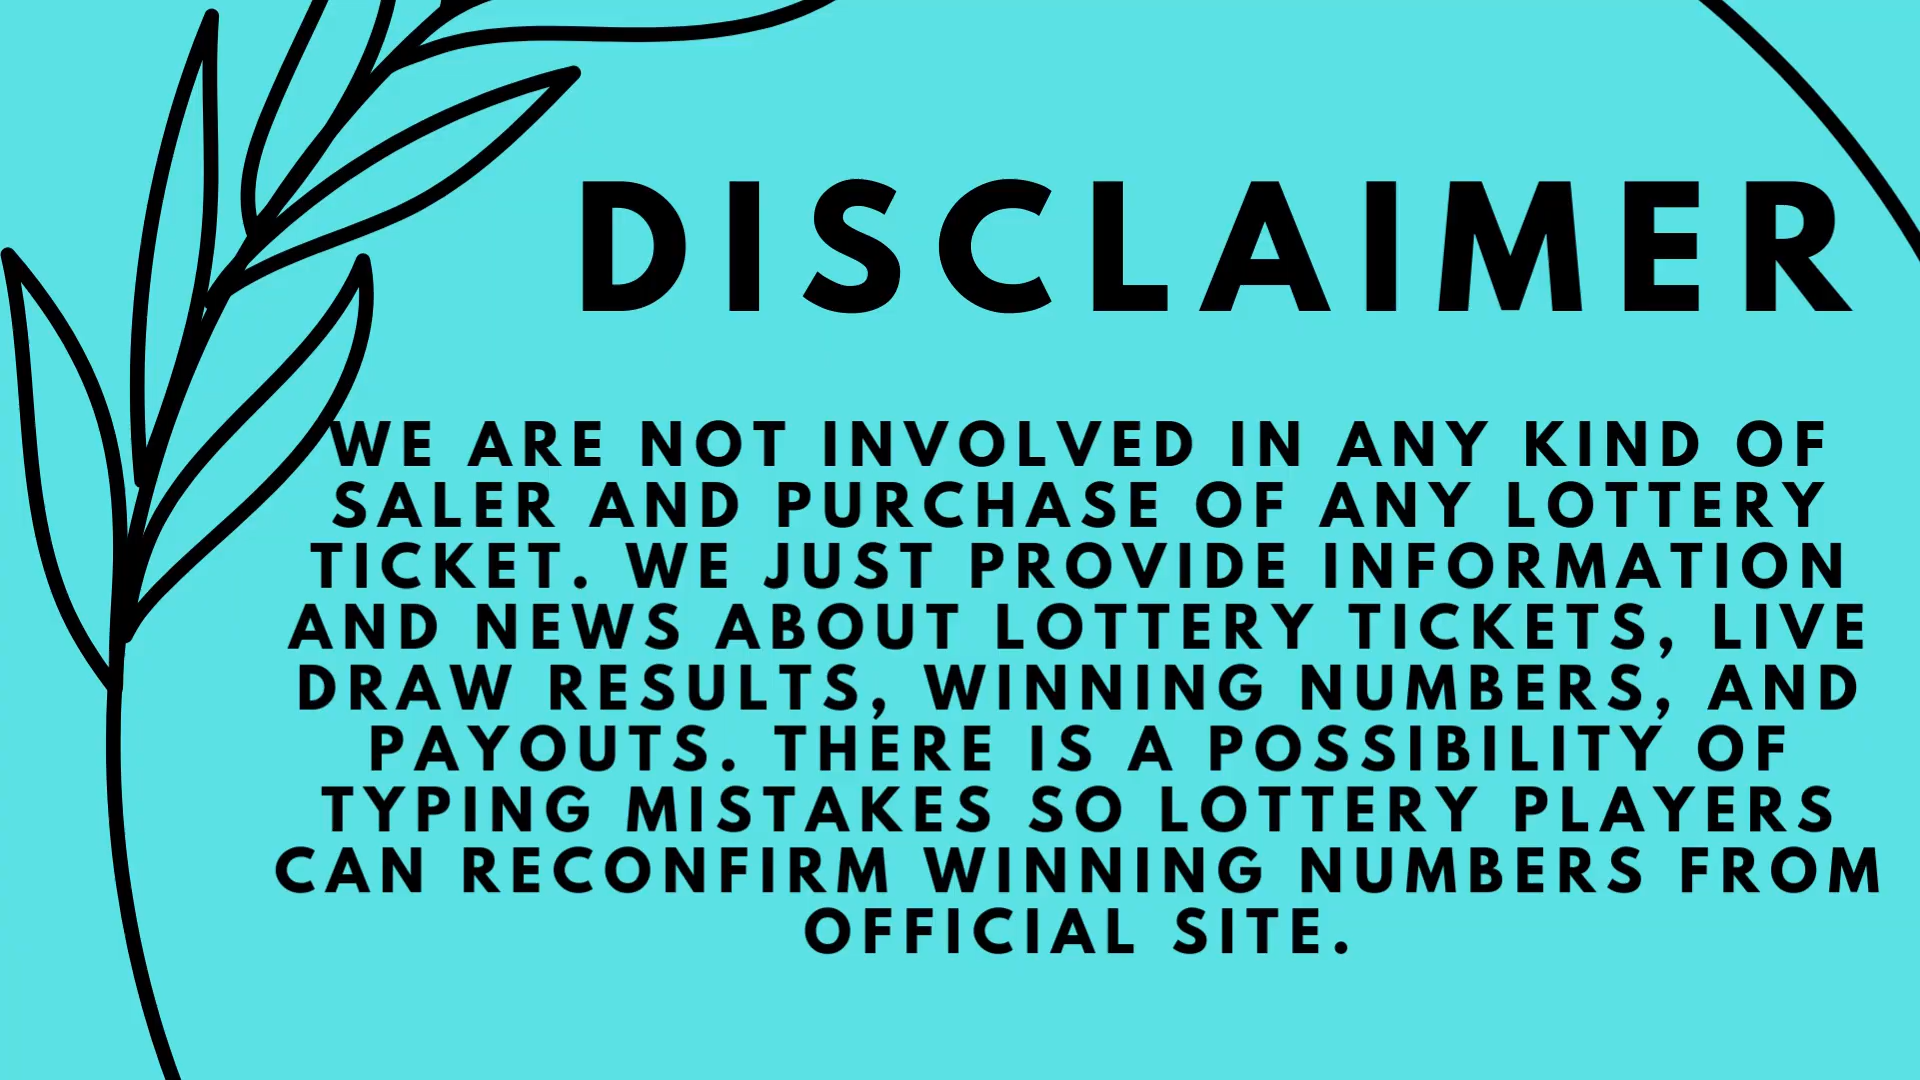 DISCLAIMER
WE ARE NOT INVOLVED IN ANY KIND OF
SALER AND PURCHASE OF ANY LOTTERY
TICKET. WE JUST PROVIDE INFORMATION
AND NEWS ABOUT LOTTERY TICKETS, LIVE
DRAW RESULTS, WINNING NUMBERS, AND
PAYOUTS. THERE IS A POSSIBILITY OF
TYPING MISTAKES SO LOTTERY PLAYERS
CAN RECONFIRM WINNING NUMBERS FROM
OFFICIAL SITE.